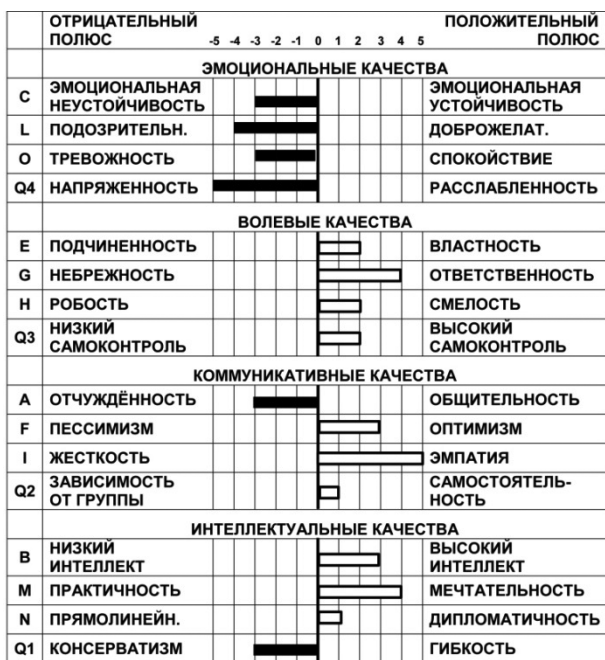 ОТРИЦАТЕЛЬНЫЙ ПОЛОЖИТЕЛЬНЫЙ
ПОЛЮС -5 -4 -3 -2 -1 0 1 2 3 4 5 ПОЛЮС
ЭМОЦИОНАЛЬНЫЕ КАЧЕСТВА
C ЭМОЦИОНАЛЬНАЯ ЭМОЦИОНАЛЬНАЯ
НЕУСТОЙЧИВОСТЬ УСТОЙЧИВОСТЬ
L ПОДОЗРИТЕЛЬН. ДОБРОЖЕЛАТ.
O ТРЕВОЖНОСТЬ СПОКОЙСТВИЕ
Q4 НАПРЯЖЕННОСТЬ РАССЛАБЛЕННОСТЬ
ВОЛЕВЫЕ КАЧЕСТВА
E ПОДЧИНЕННОСТЬ ВЛАСТНОСТЬ
G НЕБРЕЖНОСТЬ ОТВЕТСТВЕННОСТЬ
H РОБОСТЬ СМЕЛОСТЬ
Q3 НИЗКИЙ ВЫСОКИЙ
САМОКОНТРОЛЬ САМОКОНТРОЛЬ
КОММУНИКАТИВНЫЕ КАЧЕСТВА
A ОТЧУЖДЁННОСТЬ ОБЩИТЕЛЬНОСТЬ
F ПЕССИМИЗМ ОПТИМИЗМ
I ЖЕСТКОСТЬ ЭМПАТИЯ
Q2 ЗАВИСИМОСТЬ САМОСТОЯТЕЛЬ-
ОТ ГРУППЫ НОСТЬ
ИНТЕЛЛЕКТУАЛЬНЫЕ КАЧЕСТВА
B НИЗКИЙ ВЫСОКИЙ
ИНТЕЛЛЕКТ ИНТЕЛЛЕКТ
M ПРАКТИЧНОСТЬ МЕЧТАТЕЛЬНОСТЬ
N ПРЯМОЛИНЕЙН. ДИПЛОМАТИЧНОСТЬ
Q1 КОНСЕРВАТИЗМ ГИБКОСТЬ